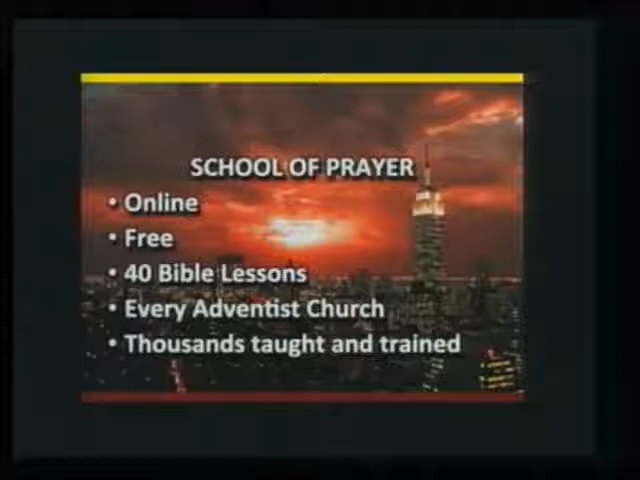 SCHOOL OF PRAYER
• Online
• Free
• 40 Bible Lessons
• Every Adventist Church
• Thousands taught and trained